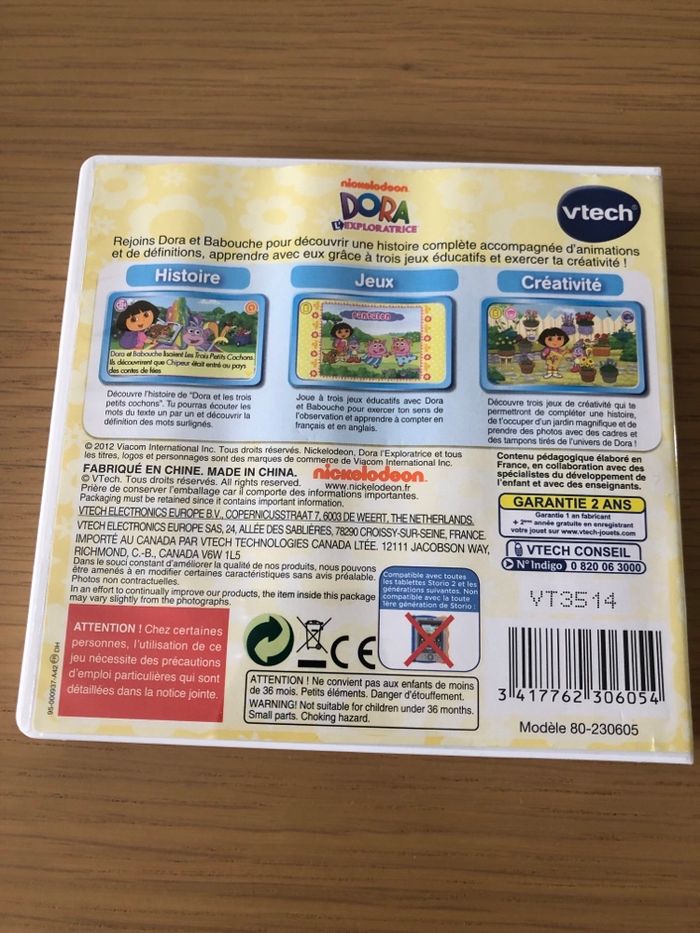 nickelodeon
DORA
L'EXPLORATRICE
vtech
Rejoins Dora et Babouche pour découvrir une histoire complète accompagnée d'animations
et de définitions, apprendre avec eux grâce à trois jeux éducatifs et exercer ta créativité !
Histoire
Dora et Babouche lisaient Les Trois Petits Cochons.
Ils découvrirent que Chipeur était entré au pays
des contes de fées
Découvre l'histoire de "Dora et les trois
petits cochons". Tu pourras écouter les
mots du texte un par un et découvrir la
définition des mots surlignés.
Jeux
pantalon
Joue à trois jeux éducatifs avec Dora
et Babouche pour exercer ton sens de
l'observation et apprendre à compter en
français et en anglais.
Créativité
Découvre trois jeux de créativité qui te
permettront de compléter une histoire,
de t'occuper d'un jardin magnifique et de
prendre des photos avec des cadres et
des tampons tirés de l'univers de Dora !
© 2012 Viacom International Inc. Tous droits réservés. Nickelodeon, Dora l'Exploratrice et tous
les titres, logos et personnages sont des marques de commerce de Viacom International Inc.
FABRIQUÉ EN CHINE. MADE IN CHINA.
© VTech. Tous droits réservés. All rights reserved.
nickelodeon
www.nickelodeon.fr
Prière de conserver l'emballage car il comporte des informations importantes.
Packaging must be retained since it contains important information.
VTECH ELECTRONICS EUROPE B.V., COPERNICUSSTRAAT 7, 6003 DE WEERT, THE NETHERLANDS.
VTECH ELECTRONICS EUROPE SAS, 24, ALLÉE DES SABLIÈRES, 78290 CROISSY-SUR-SEINE, FRANCE.
IMPORTÉ AU CANADA PAR VTECH TECHNOLOGIES CANADA LTÉE. 12111 JACOBSON WAY,
RICHMOND, C.-B., CANADA V6W 1L5
Dans le souci constant d'améliorer la qualité de nos produits, nous pouvons
être amenés à en modifier certaines caractéristiques sans avis préalable.
Photos non contractuelles.
In an effort to continually improve our products, the item inside this package
may vary slightly from the photographs.
Contenu pédagogique élaboré en
France, en collaboration avec des
spécialistes du développement de
l'enfant et avec des enseignants.
GARANTIE 2 ANS
Garantie 1 an fabricant
+ 2ème année gratuite en enregistrant
votre jouet sur www.vtech-jouets.com
VTECH CONSEIL
N° Indigo 0 820 06 3000
VT3514
Compatible avec toutes
les tablettes Storio 2 et les
générations suivantes. Non
compatible avec la toute
1ère génération de Storio !
ATTENTION ! Chez certaines
personnes, l'utilisation de ce
jeu nécessite des précautions
d'emploi particulières qui sont
détaillées dans la notice jointe.
CE
ATTENTION ! Ne convient pas aux enfants de moins
de 36 mois. Petits éléments. Danger d'étouffement.
WARNING! Not suitable for children under 36 months.
Small parts. Choking hazard.
3 417762 306054
Modèle 80-230605
95-000937-A42 FR DH